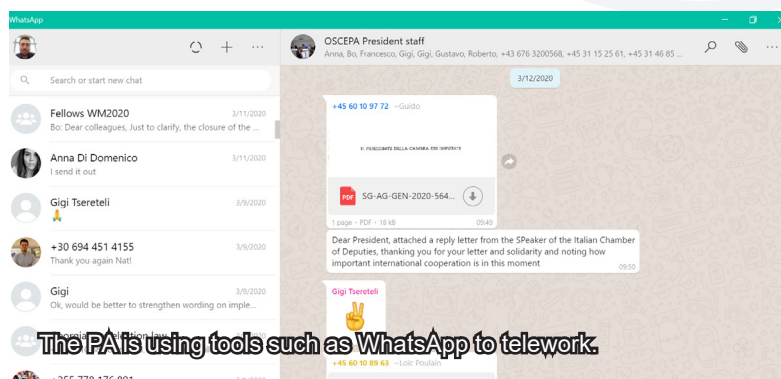 WhatsApp
Search or start new chat
Fellows WM2020
3/11/2020
Bo: Dear colleagues, Just to clarify, the closure of the ...
Anna Di Domenico
3/11/2020
I send it out
Gigi Tsereteli
3/9/2020
🙏
+30 694 451 4155
3/9/2020
Thank you again Nat!
Gigi
3/9/2020
Ok, would be better to strengthen wording on imple...
OSCEPA President staff
Anna, Bo, Francesco, Gigi, Gigi, Gustavo, Roberto, +43 676 3200568, +45 31 15 25 61, +45 31 46 85 ...
3/12/2020
+45 60 10 97 72 ~Guido
IL PRESIDENTE DELLA CAMERA DEI DEPUTATI
PDF
SG-AG-GEN-2020-564...
1 page • PDF • 18 kB
09:49
Dear President, attached a reply letter from the SPeaker of the Italian Chamber
of Deputies, thanking you for your letter and solidarity and noting how
important international cooperation is in this moment
09:50
Gigi Tsereteli
✌
The PA is using tools such as WhatsApp to telework.
+45 60 10 89 63 ~Loïc Poulain